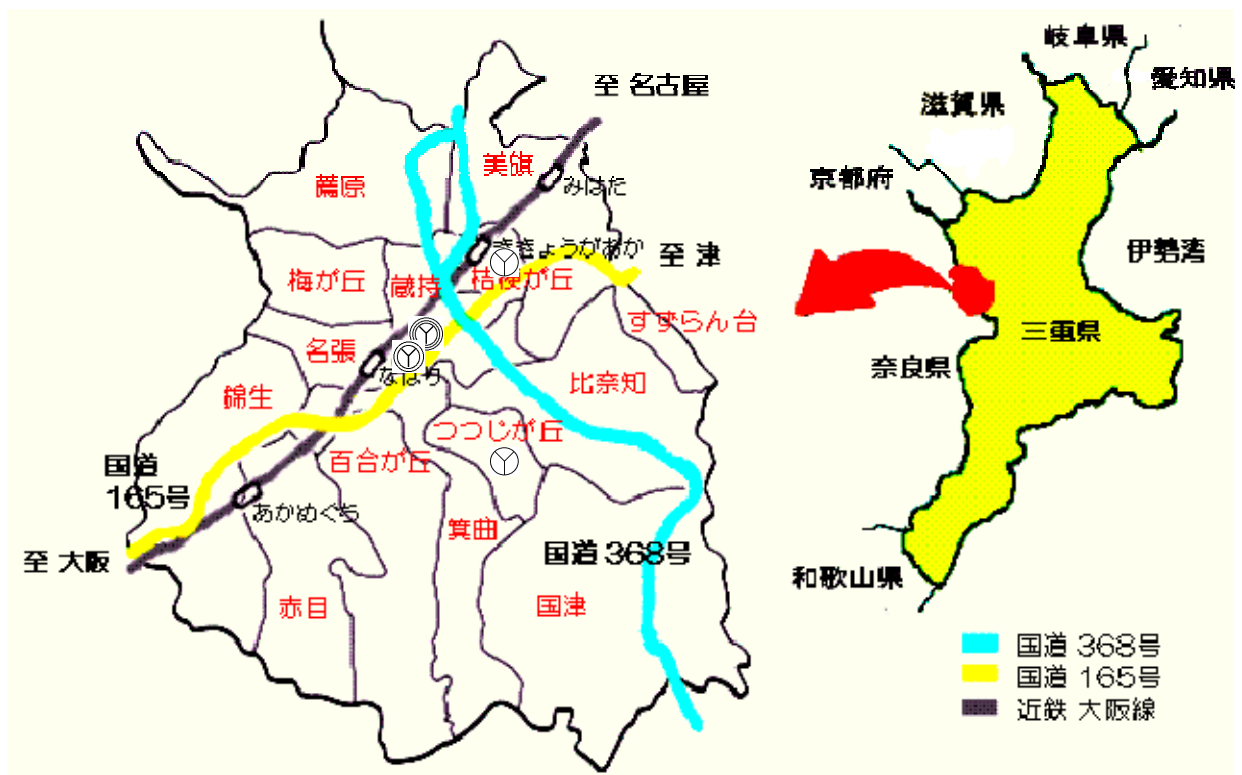 至 名古屋
美旗
みはた
薦原
ききょうがおか
至 津
梅が丘
蔵持
桔梗が丘
すずらん台
名張
なばり
比奈知
錦生
つつじが丘
百合が丘
国道
165号
あかめぐち
箕曲
至 大阪
国道 368号
赤目
国津
岐阜県
愛知県
滋賀県
京都府
伊勢湾
三重県
奈良県
和歌山県
国道 368号
国道 165号
近鉄 大阪線